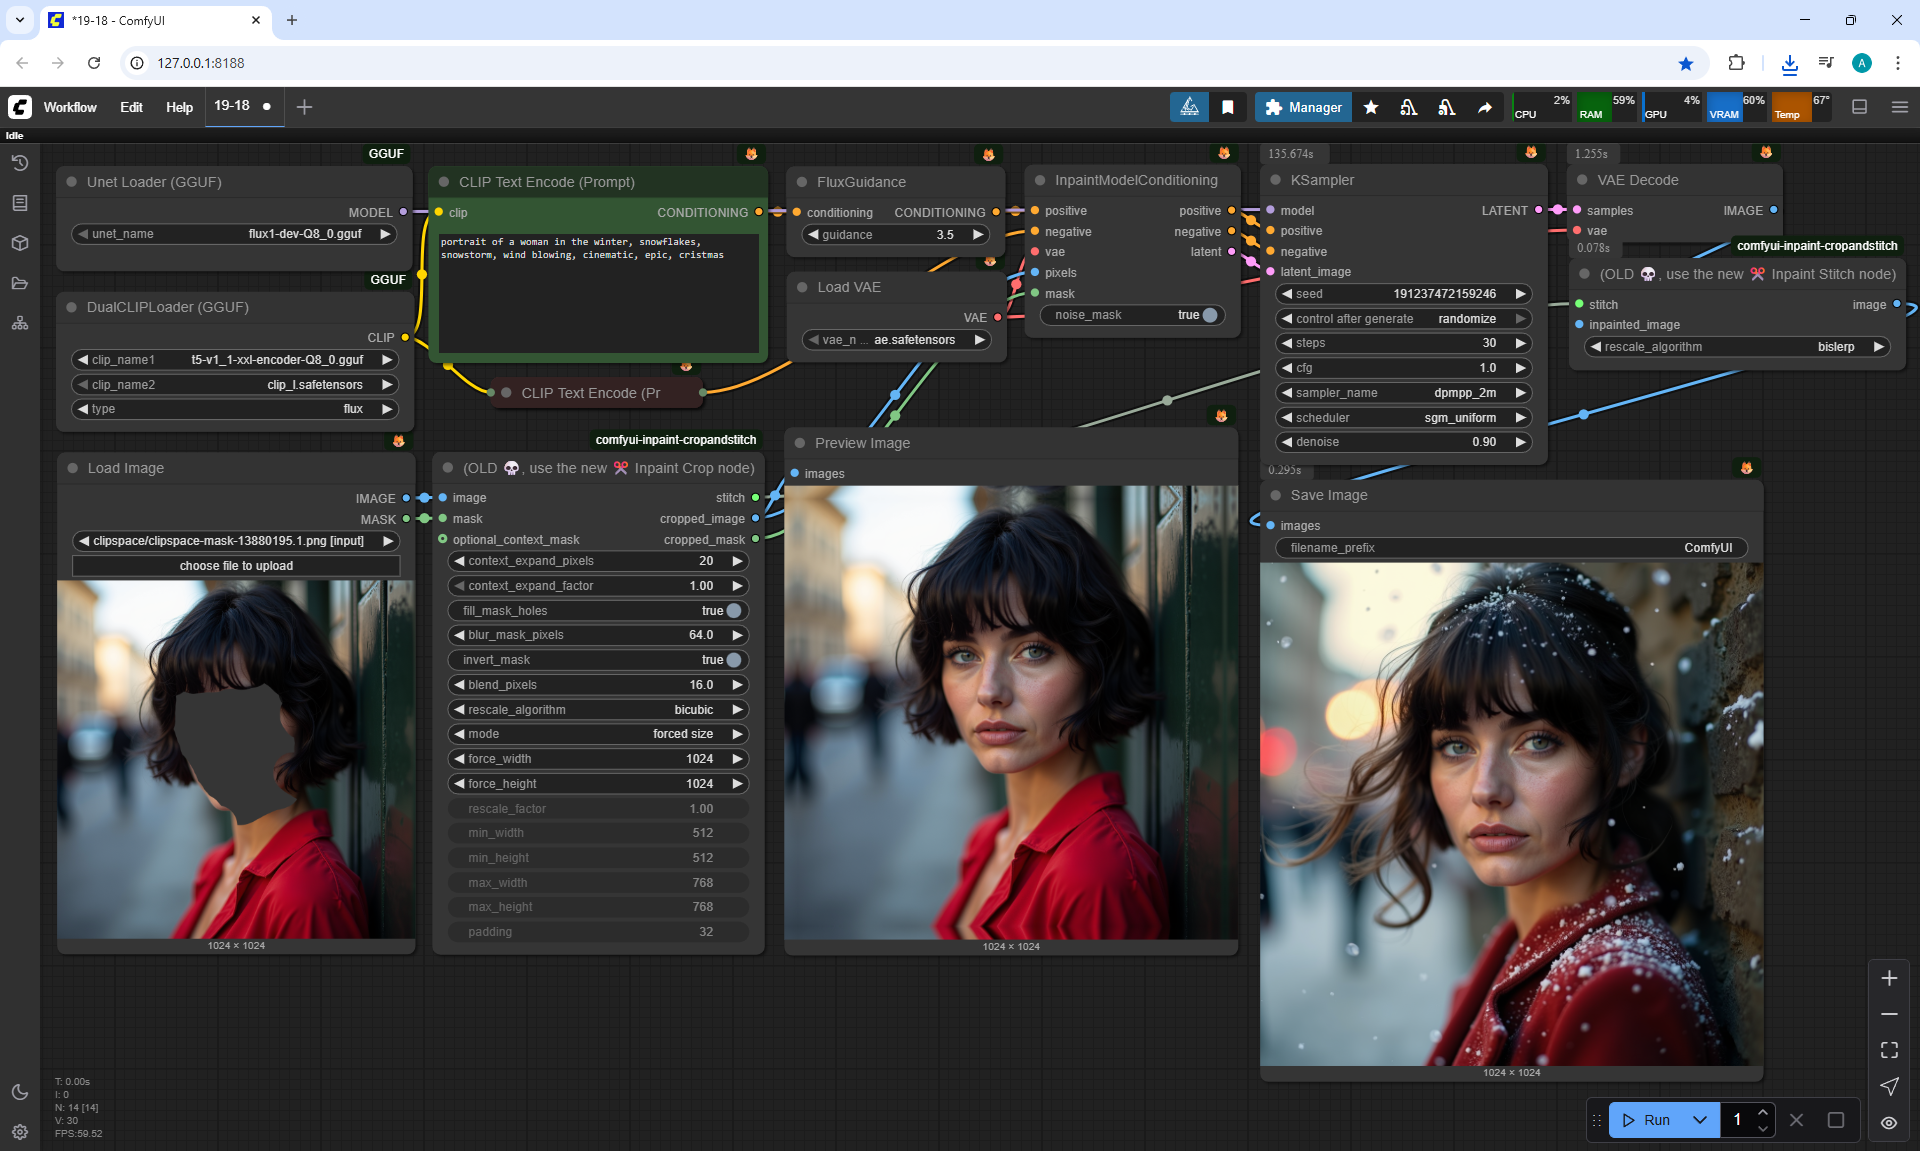 *19-18 - ComfyUI
127.0.0.1:8188
A
Workflow
Edit
Help
19-18
Manager
CPU
2%
RAM
59%
GPU
4%
VRAM
60%
Temp
67°
Idle
GGUF
Unet Loader (GGUF)
MODEL
unet_name
flux1-dev-Q8_0.gguf
GGUF
DualCLIPLoader (GGUF)
CLIP
clip_name1
t5-v1_1-xxl-encoder-Q8_0.gguf
clip_name2
clip_l.safetensors
type
flux
CLIP Text Encode (Prompt)
clip
CONDITIONING
portrait of a woman in the winter, snowflakes,
snowstorm, wind blowing, cinematic, epic, cristmas
CLIP Text Encode (Pr
FluxGuidance
conditioning
CONDITIONING
guidance
3.5
Load VAE
VAE
vae_n ...
ae.safetensors
InpaintModelConditioning
positive
positive
negative
negative
vae
latent
pixels
mask
noise_mask
true
135.674s
KSampler
model
LATENT
positive
negative
latent_image
seed
191237472159246
control after generate
randomize
steps
30
cfg
1.0
sampler_name
dpmpp_2m
scheduler
sgm_uniform
denoise
0.90
1.255s
VAE Decode
samples
IMAGE
vae
0.078s
comfyui-inpaint-cropandstitch
(OLD 💀, use the new ✂️ Inpaint Stitch node)
stitch
image
inpainted_image
rescale_algorithm
bislerp
Load Image
IMAGE
MASK
clipspace/clipspace-mask-13880195.1.png [input]
choose file to upload
1024 × 1024
comfyui-inpaint-cropandstitch
(OLD 💀, use the new ✂️ Inpaint Crop node)
image
stitch
mask
cropped_image
optional_context_mask
cropped_mask
context_expand_pixels
20
context_expand_factor
1.00
fill_mask_holes
true
blur_mask_pixels
64.0
invert_mask
true
blend_pixels
16.0
rescale_algorithm
bicubic
mode
forced size
force_width
1024
force_height
1024
rescale_factor
1.00
min_width
512
min_height
512
max_width
768
max_height
768
padding
32
Preview Image
images
1024 × 1024
0.295s
Save Image
images
filename_prefix
ComfyUI
1024 × 1024
T: 0.00s
I: 0
N: 14 [14]
V: 30
FPS:59.52
Run
1